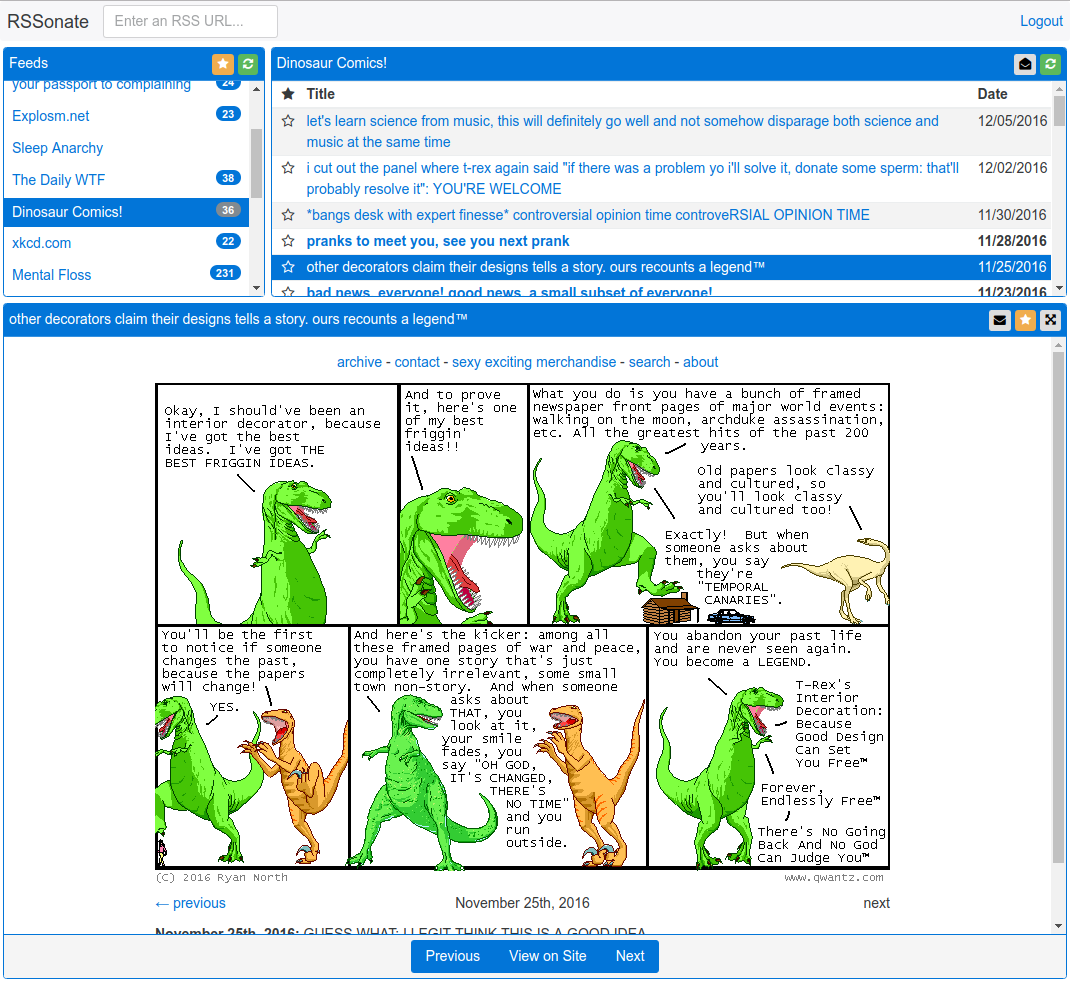 RSSonate
Enter an RSS URL...
Logout
Feeds
your passport to complaining 24
Explosm.net 23
Sleep Anarchy
The Daily WTF 38
Dinosaur Comics! 36
xkcd.com 22
Mental Floss 231
Dinosaur Comics!
★ Title Date
let's learn science from music, this will definitely go well and not somehow disparage both science and 12/05/2016
music at the same time
i cut out the panel where t-rex again said "if there was a problem yo i'll solve it, donate some sperm: that'll 12/02/2016
probably resolve it": YOU'RE WELCOME
*bangs desk with expert finesse* controversial opinion time controveRSIAL OPINION TIME 11/30/2016
pranks to meet you, see you next prank 11/28/2016
other decorators claim their designs tells a story. ours recounts a legend™ 11/25/2016
bad news, everyone! good news, a small subset of everyone! 11/23/2016
other decorators claim their designs tells a story. ours recounts a legend™
archive - contact - sexy exciting merchandise - search - about
Okay, I should've been an
interior decorator, because
I've got the best
ideas. I've got THE
BEST FRIGGIN IDEAS.
And to prove
it, here's one
of my best
friggin'
ideas!!
What you do is you have a bunch of framed
newspaper front pages of major world events:
walking on the moon, archduke assassination,
etc. All the greatest hits of the past 200
years.
Old papers look classy
and cultured, so
you'll look classy
and cultured too!
Exactly! But when
someone asks about
them, you say
they're
"TEMPORAL
CANARIES".
You'll be the first
to notice if someone
changes the past,
because the papers
will change!
YES.
And here's the kicker: among all
these framed pages of war and peace,
you have one story that's just
completely irrelevant, some small
town non-story. And when someone
asks about
THAT, you
look at it,
your smile
fades, you
say "OH GOD,
IT'S CHANGED,
THERE'S
NO TIME"
and you
run
outside.
You abandon your past life
and are never seen again.
You become a LEGEND.
T-Rex's
Interior
Decoration:
Because
Good Design
Can Set
You Free™
Forever,
Endlessly Free™
There's No Going
Back And No God
Can Judge You™
(C) 2016 Ryan North
www.qwantz.com
← previous November 25th, 2016 next
November 25th, 2016: GUESS WHAT: I LEGIT THINK THIS IS A GOOD IDEA
Previous View on Site Next